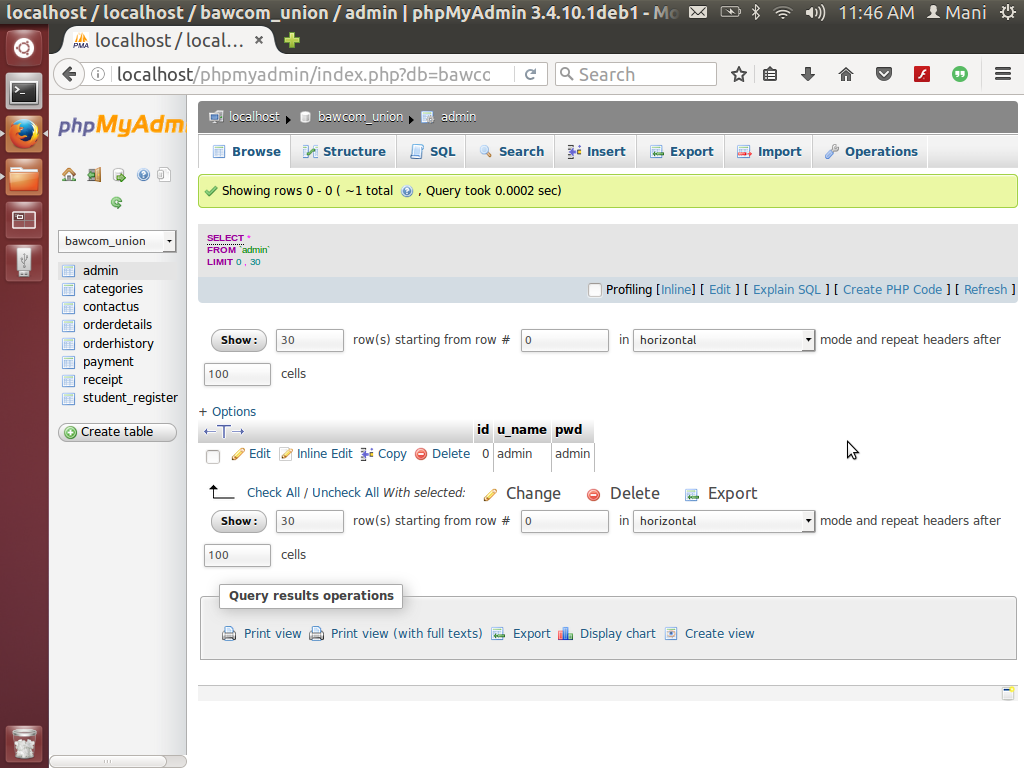 localhost / localhost / bawcom_union / admin | phpMyAdmin 3.4.10.1deb1 - Mo
11:46 AM Mani
localhost / local...
localhost/phpmyadmin/index.php?db=bawco
Search
phpMyAdm
localhost bawcom_union admin
Browse Structure SQL Search Insert Export Import Operations
Showing rows 0 - 0 ( ~1 total , Query took 0.0002 sec)
bawcom_union
admin
categories
contactus
orderdetails
orderhistory
payment
receipt
student_register
Create table
SELECT *
FROM `admin`
LIMIT 0 , 30
Profiling [Inline] [ Edit ] [ Explain SQL ] [ Create PHP Code ] [ Refresh ]
Show : 30 row(s) starting from row # 0 in horizontal mode and repeat headers after
100 cells
+ Options
←T→ id u_name pwd
Edit Inline Edit Copy Delete 0 admin admin
Check All / Uncheck All With selected: Change Delete Export
Show : 30 row(s) starting from row # 0 in horizontal mode and repeat headers after
100 cells
Query results operations
Print view Print view (with full texts) Export Display chart Create view